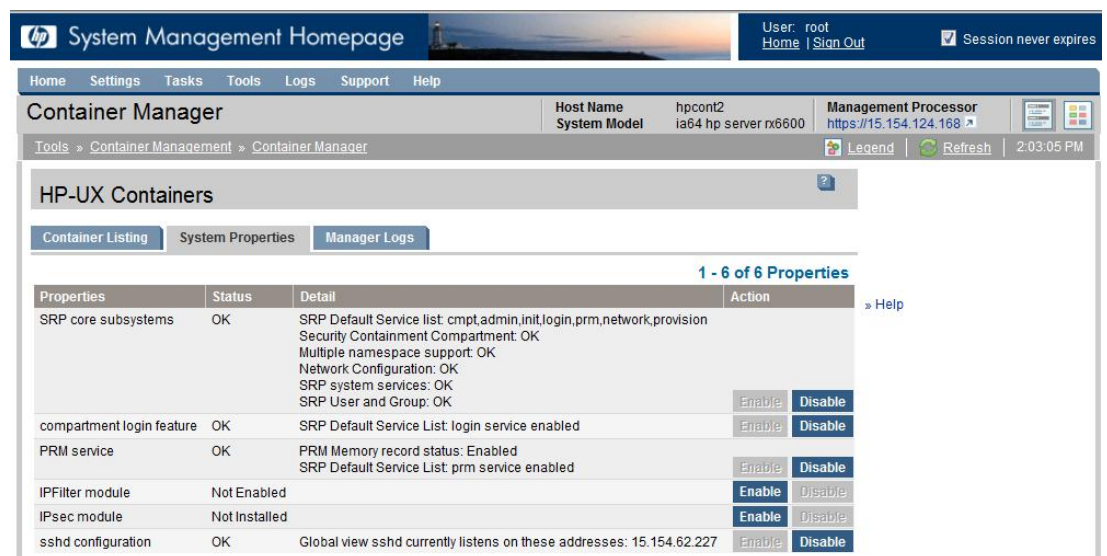 hp System Management Homepage
User: root
Home | Sign Out
Session never expires
Home Settings Tasks Tools Logs Support Help
Container Manager
Host Name hpcont2
System Model ia64 hp server rx6600
Management Processor
https://15.154.124.168
Tools » Container Management » Container Manager
Legend | Refresh | 2:03:05 PM
HP-UX Containers
?
Container Listing System Properties Manager Logs
1 - 6 of 6 Properties
Properties Status Detail Action
» Help
SRP core subsystems OK SRP Default Service list: cmpt,admin,init,login,prm,network,provision
Security Containment Compartment: OK
Multiple namespace support: OK
Network Configuration: OK
SRP system services: OK
SRP User and Group: OK Enable Disable
compartment login feature OK SRP Default Service List: login service enabled Enable Disable
PRM service OK PRM Memory record status: Enabled
SRP Default Service List: prm service enabled Enable Disable
IPFilter module Not Enabled Enable Disable
IPsec module Not Installed Enable Disable
sshd configuration OK Global view sshd currently listens on these addresses: 15.154.62.227 Enable Disable